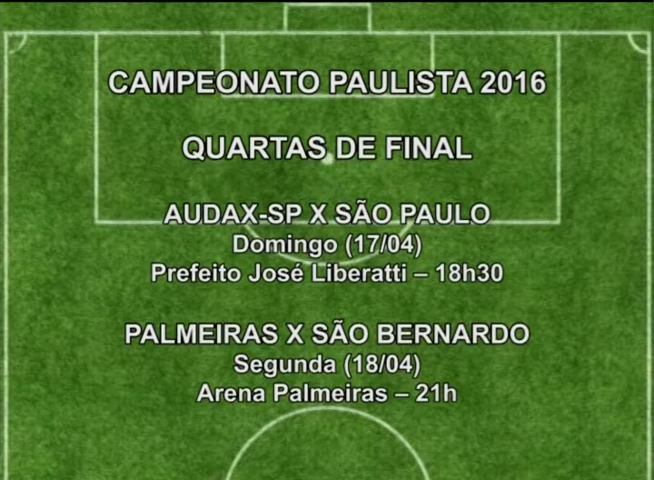 CAMPEONATO PAULISTA 2016
QUARTAS DE FINAL
AUDAX-SP X SÃO PAULO
Domingo (17/04)
Prefeito José Liberatti – 18h30
PALMEIRAS X SÃO BERNARDO
Segunda (18/04)
Arena Palmeiras – 21h